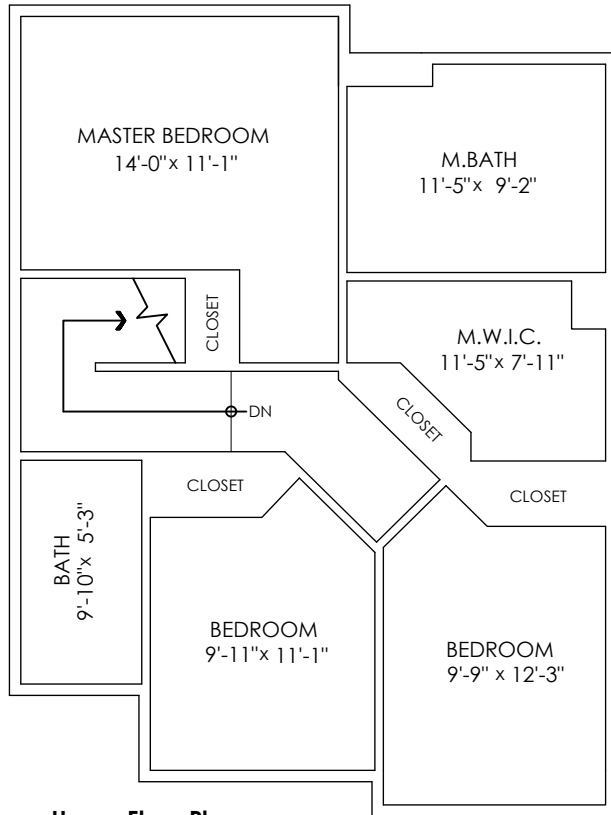 MASTER BEDROOM
14'-0"x 11'-1"
M.BATH
11'-5"x 9'-2"
CLOSET
M.W.I.C.
11'-5"x 7'-11"
CLOSET
DN
CLOSET
CLOSET
BATH
9'-10"x 5'-3"
BEDROOM
9'-11"x 11'-1"
BEDROOM
9'-9" x 12'-3"